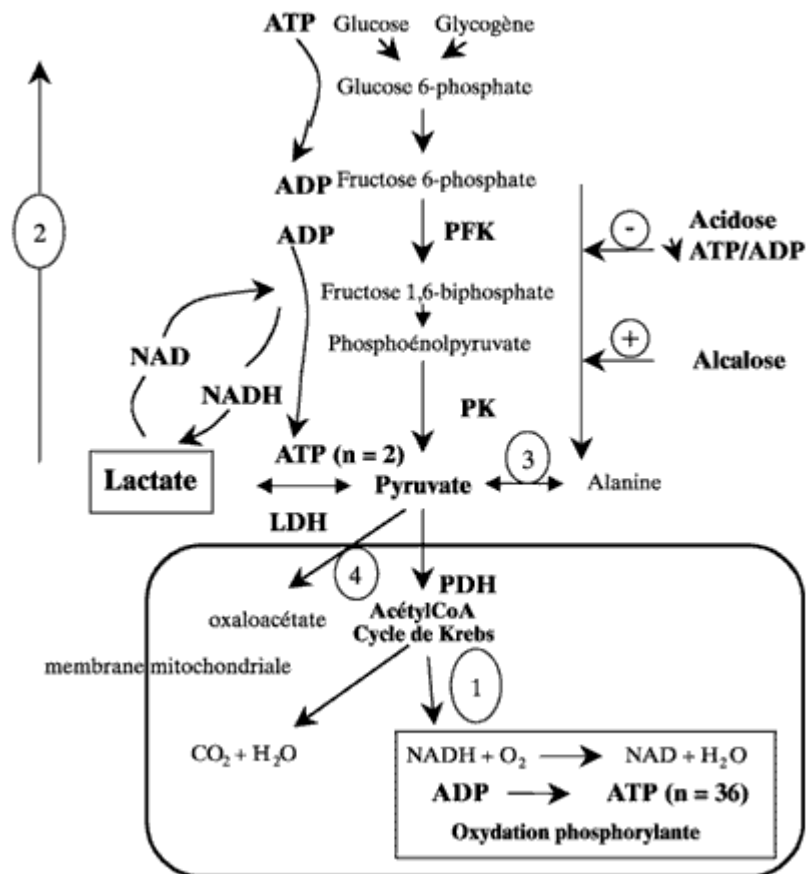 ATP Glucose Glycogène
Glucose 6-phosphate
ADP Fructose 6-phosphate
2
ADP PFK
- Acidose
ATP/ADP
Fructose 1,6-biphosphate
Phosphoénolpyruvate
+ Alcalose
NAD
NADH
PK
ATP (n = 2)
3
Lactate Pyruvate Alanine
LDH
4
PDH
oxaloacétate
AcétylCoA
Cycle de Krebs
membrane mitochondriale
1
CO₂ + H₂O
NADH + O₂ NAD + H₂O
ADP ATP (n = 36)
Oxydation phosphorylante